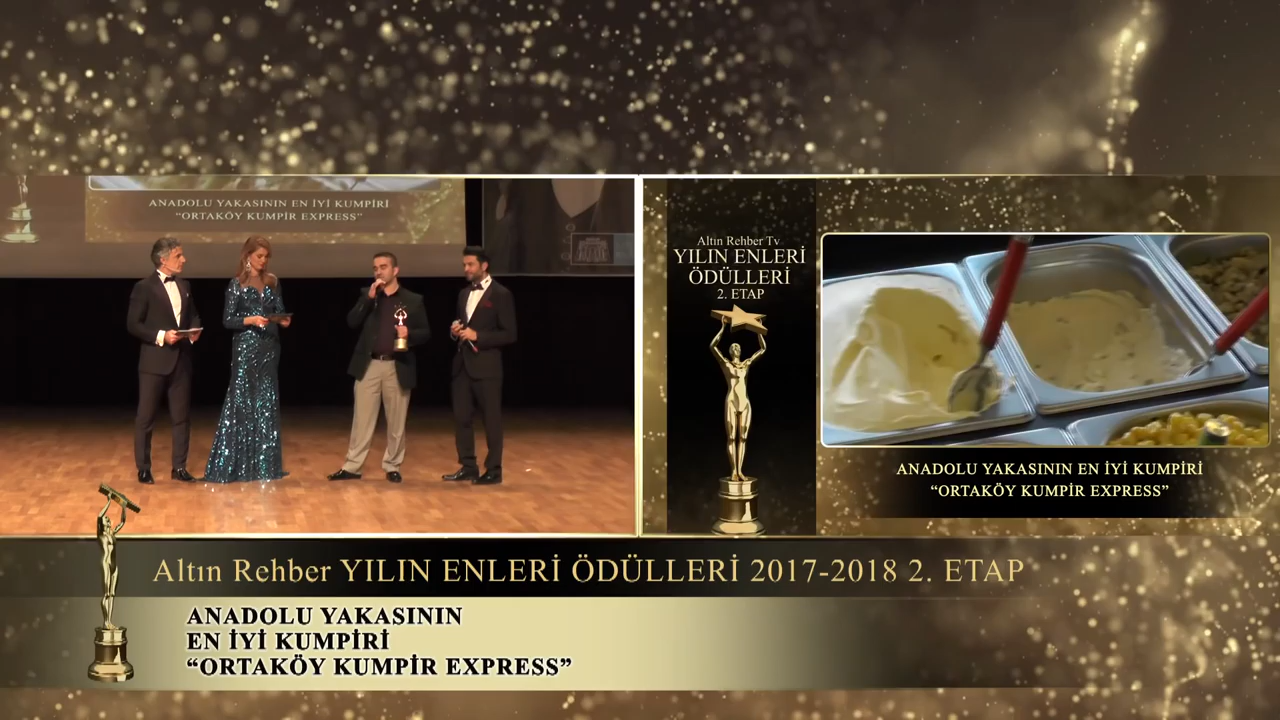 ANADOLU YAKASININ EN İYİ KUMPİRİ
“ORTAKÖY KUMPİR EXPRESS”
Altın Rehber Tv
YILIN ENLERİ
ÖDÜLLERİ
2. ETAP
ANADOLU YAKASININ EN İYİ KUMPİRİ
“ORTAKÖY KUMPİR EXPRESS”
Altın Rehber YILIN ENLERİ ÖDÜLLERİ 2017-2018 2. ETAP
ANADOLU YAKASININ
EN İYİ KUMPİRİ
“ORTAKÖY KUMPİR EXPRESS”